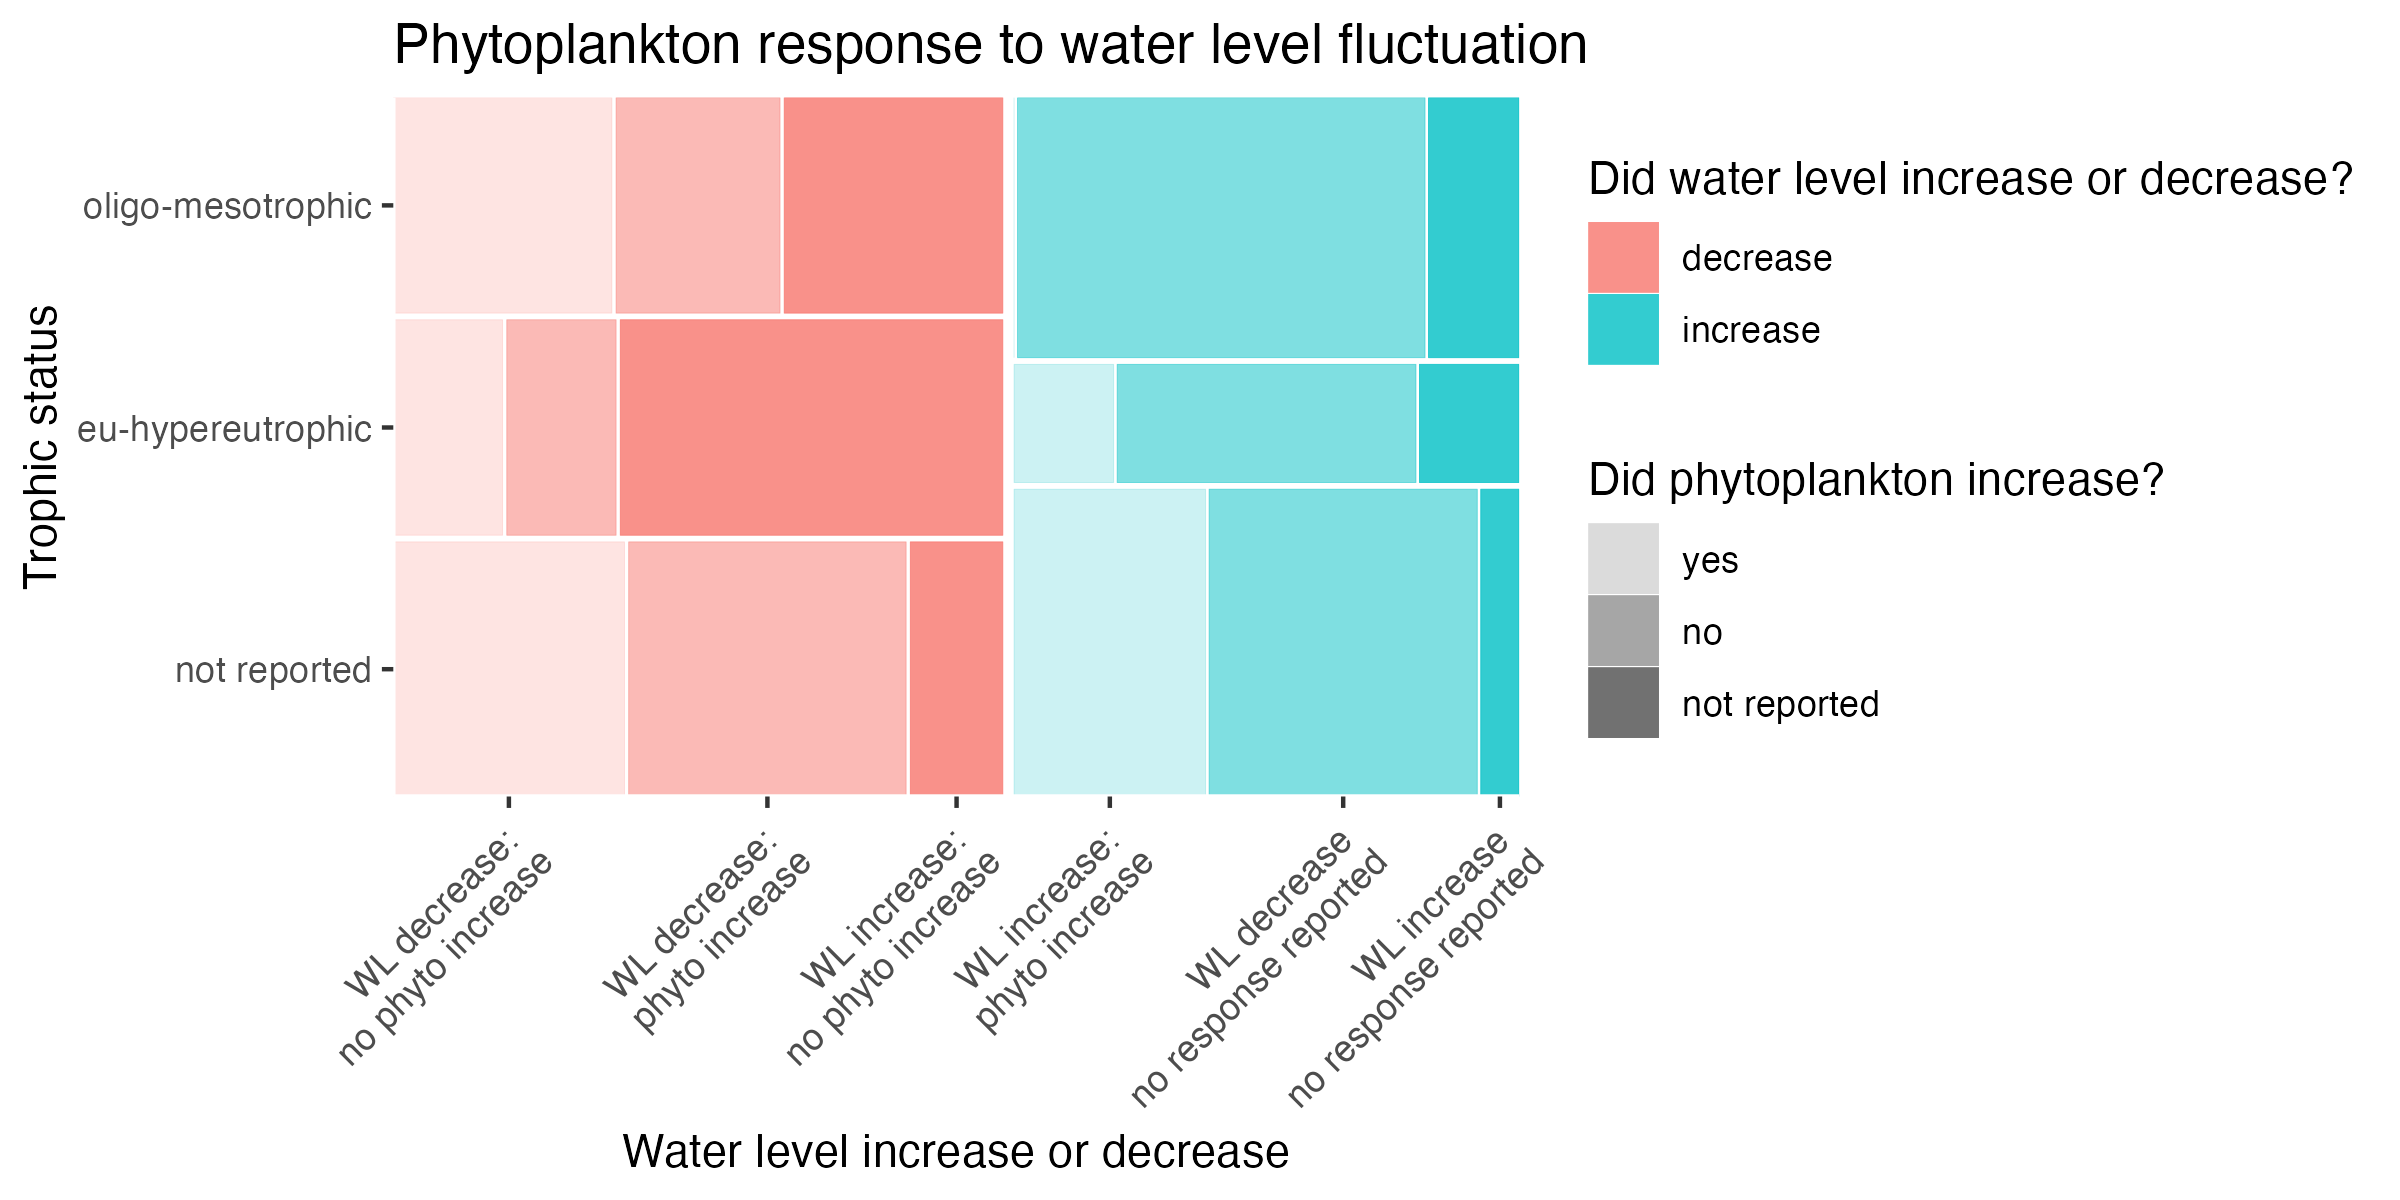 Phytoplankton response to water level fluctuation
Trophic status
oligo-mesotrophic
eu-hypereutrophic
not reported
WL decrease:
no phyto increase
WL decrease:
phyto increase
WL increase:
no phyto increase
WL increase:
phyto increase
WL decrease
no response reported
WL increase
no response reported
Water level increase or decrease
Did water level increase or decrease?
decrease
increase
Did phytoplankton increase?
yes
no
not reported